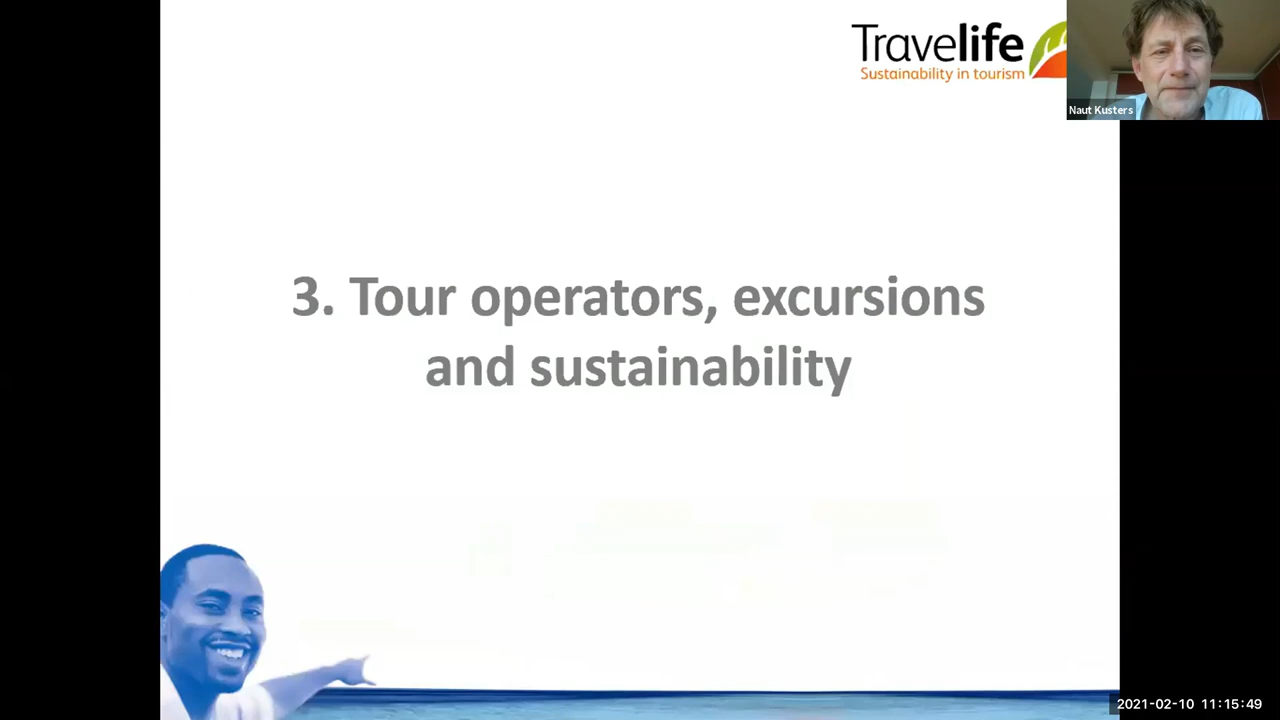 Travelife
Sustainability in tourism
Naut Kusters
3. Tour operators, excursions
and sustainability
2021-02-10 11:15:49